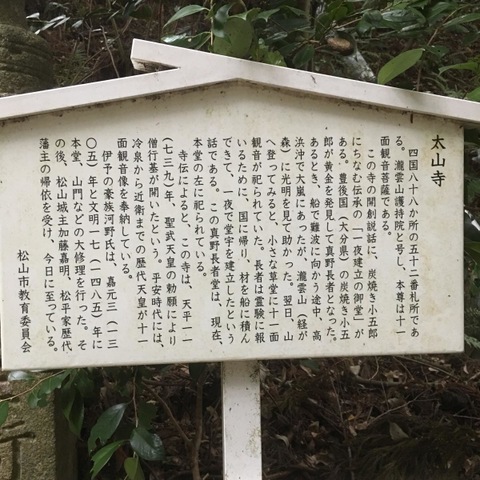 太山寺
四国八十八か所の五十二番札所であ
る。瀧雲山護持院と号し、本尊は十一
面観音菩薩である。
この寺の開創説話に、炭焼き小五郎
にちなむ伝承の「一夜建立の御堂」が
ある。豊後国（大分県）の炭焼き小五
郎が黄金を発見して真野長者となった。
あるとき、船で難波に向かう途中、高
浜沖で大嵐にあったが、瀧雲山（経が
森）に光明を見て助かった。翌日、山
へ登ってみると、小さな草堂に十一面
観音が祀られていた。長者は霊験に報
いるために、国に帰り、材を船に積ん
できて、一夜で堂宇を建立したという
話である。この真野長者堂は、現在、
本堂の左に祀られている。
寺伝によると、この寺は、天平一一
（七三九）年、聖武天皇の勅願により
僧行基が開いたという。平安時代には、
冷泉から近衛までの歴代天皇が十一
面観音像を奉納している。
伊予の豪族河野氏は、嘉元三（一三
〇五）年と文明一七（一四八五）年に
本堂、山門などの大修理を行った。そ
の後、松山城主加藤嘉明、松平家歴代
藩主の帰依を受け、今日に至っている。
松山市教育委員会